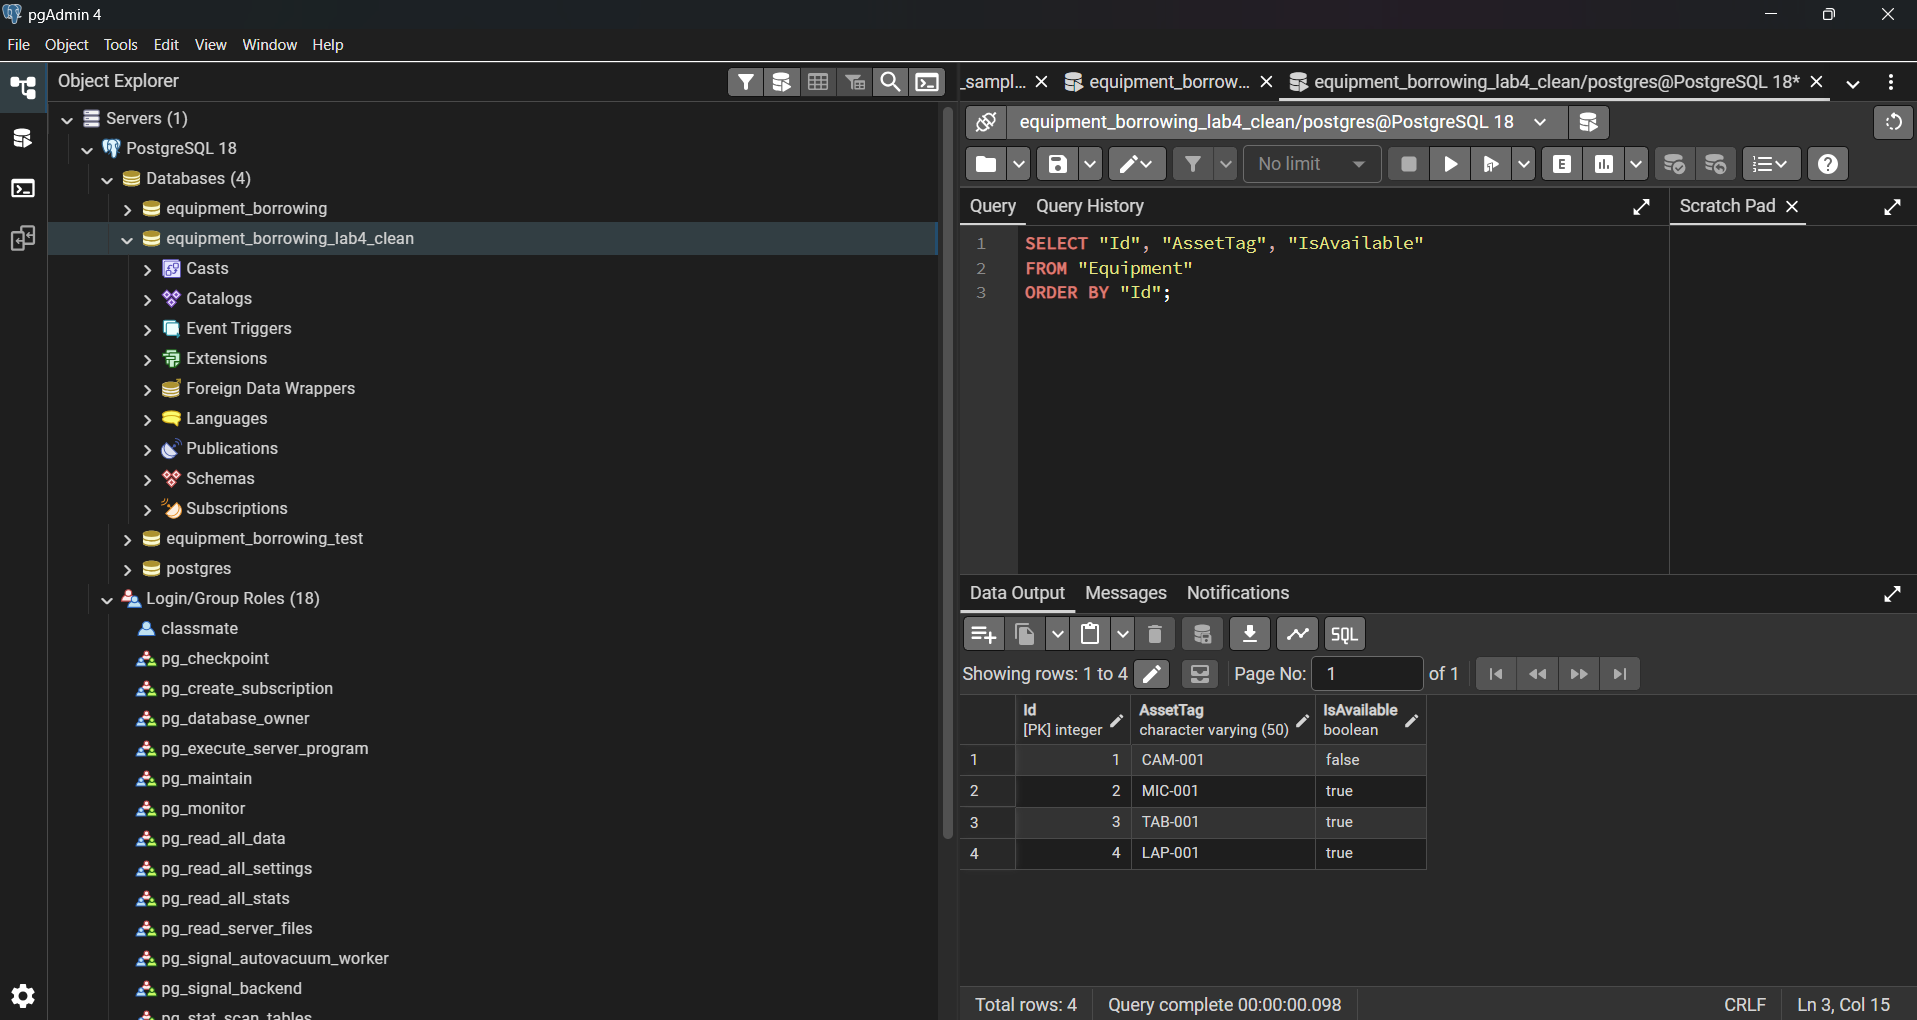 pgAdmin 4
File Object Tools Edit View Window Help
Object Explorer
Servers (1)
PostgreSQL 18
Databases (4)
equipment_borrowing
equipment_borrowing_lab4_clean
Casts
Catalogs
Event Triggers
Extensions
Foreign Data Wrappers
Languages
Publications
Schemas
Subscriptions
equipment_borrowing_test
postgres
Login/Group Roles (18)
classmate
pg_checkpoint
pg_create_subscription
pg_database_owner
pg_execute_server_program
pg_maintain
pg_monitor
pg_read_all_data
pg_read_all_settings
pg_read_all_stats
pg_read_server_files
pg_signal_autovacuum_worker
pg_signal_backend
pg_stat_scan_tables
_sampl... equipment_borrow... equipment_borrowing_lab4_clean/postgres@PostgreSQL 18*
equipment_borrowing_lab4_clean/postgres@PostgreSQL 18
No limit E
Query Query History Scratch Pad
1 SELECT "Id", "AssetTag", "IsAvailable"
2 FROM "Equipment"
3 ORDER BY "Id";
Data Output Messages Notifications
SQL
Showing rows: 1 to 4 Page No: 1 of 1
Id AssetTag IsAvailable
[PK] integer character varying (50) boolean
1 1 CAM-001 false
2 2 MIC-001 true
3 3 TAB-001 true
4 4 LAP-001 true
Total rows: 4 Query complete 00:00:00.098 CRLF Ln 3, Col 15